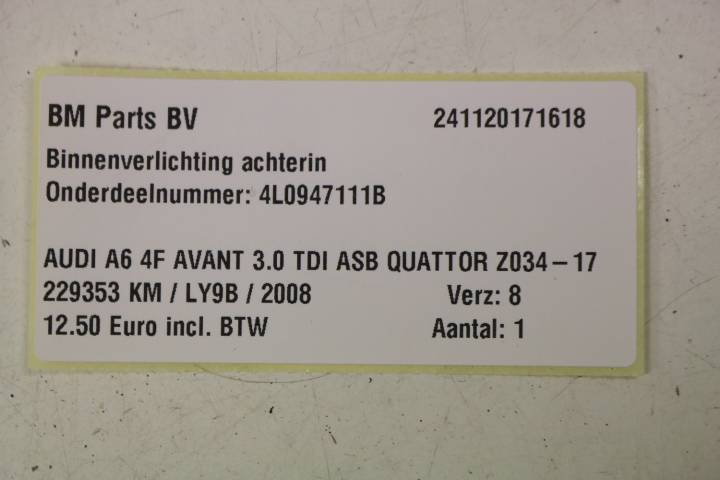 BM Parts BV 241120171618
Binnenverlichting achterin
Onderdeelnummer: 4L0947111B
AUDI A6 4F AVANT 3.0 TDI ASB QUATTOR Z034-17
229353 KM / LY9B / 2008 Verz: 8
12.50 Euro incl. BTW Aantal: 1